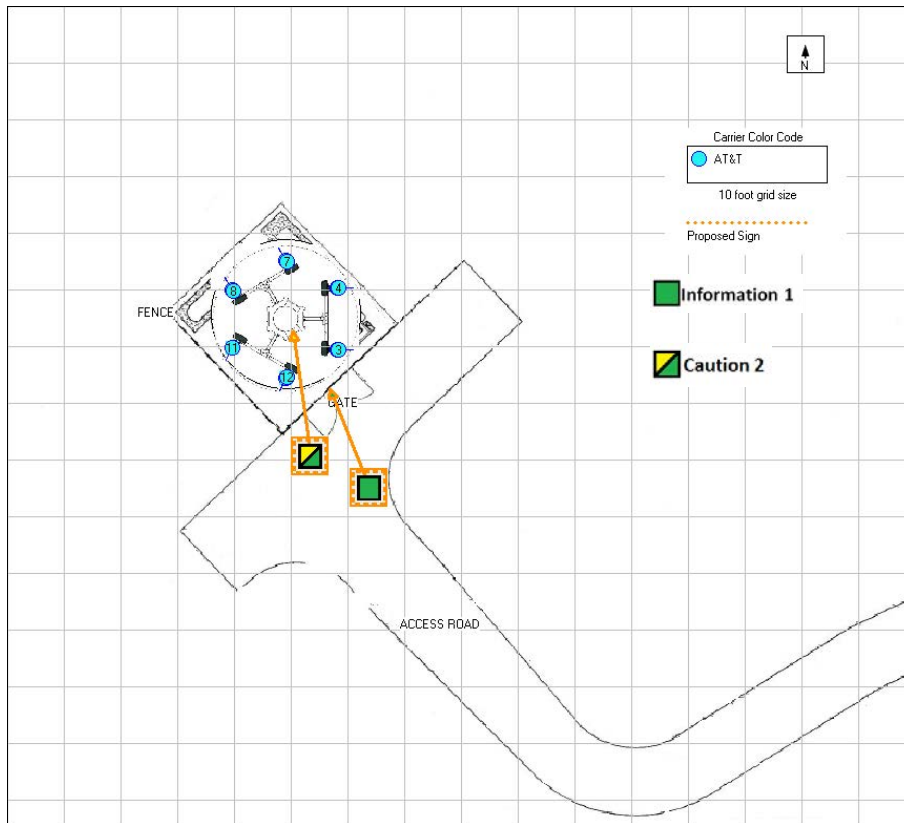 N
Carrier Color Code
AT&T
10 foot grid size
Proposed Sign
Information 1
Caution 2
7
8
4
FENCE
11
3
12
GATE
ACCESS ROAD